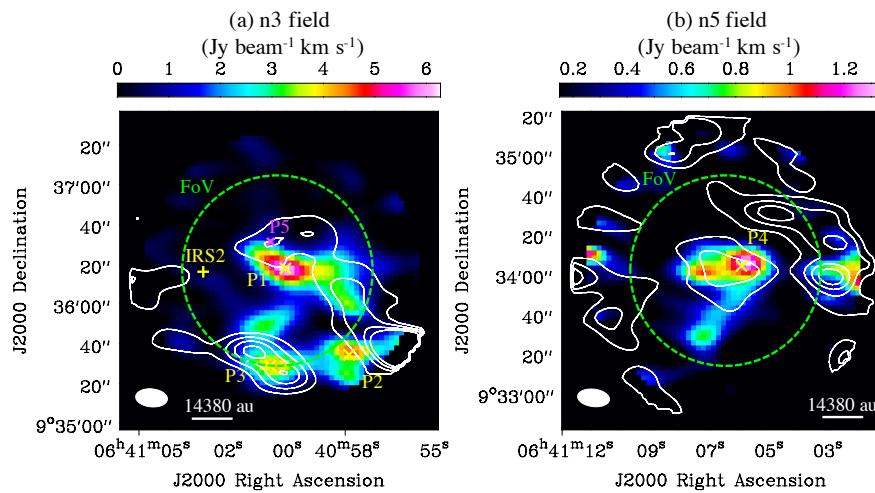 (a) n3 field
(Jy beam⁻¹ km s⁻¹)
0 1 2 3 4 5 6
J2000 Declination
20″
37′00″
40″
20″
36′00″
40″
20″
9°35′00″
FoV
P5
IRS2
P1
P3
P2
14380 au
06ʰ41ᵐ05ˢ 02ˢ 00ˢ 40ᵐ58ˢ 55ˢ
J2000 Right Ascension
(b) n5 field
(Jy beam⁻¹ km s⁻¹)
0.2 0.4 0.6 0.8 1 1.2
J2000 Declination
20″
35′00″
40″
20″
34′00″
40″
20″
9°33′00″
FoV
P4
14380 au
06ʰ41ᵐ12ˢ 09ˢ 07ˢ 05ˢ 03ˢ
J2000 Right Ascension